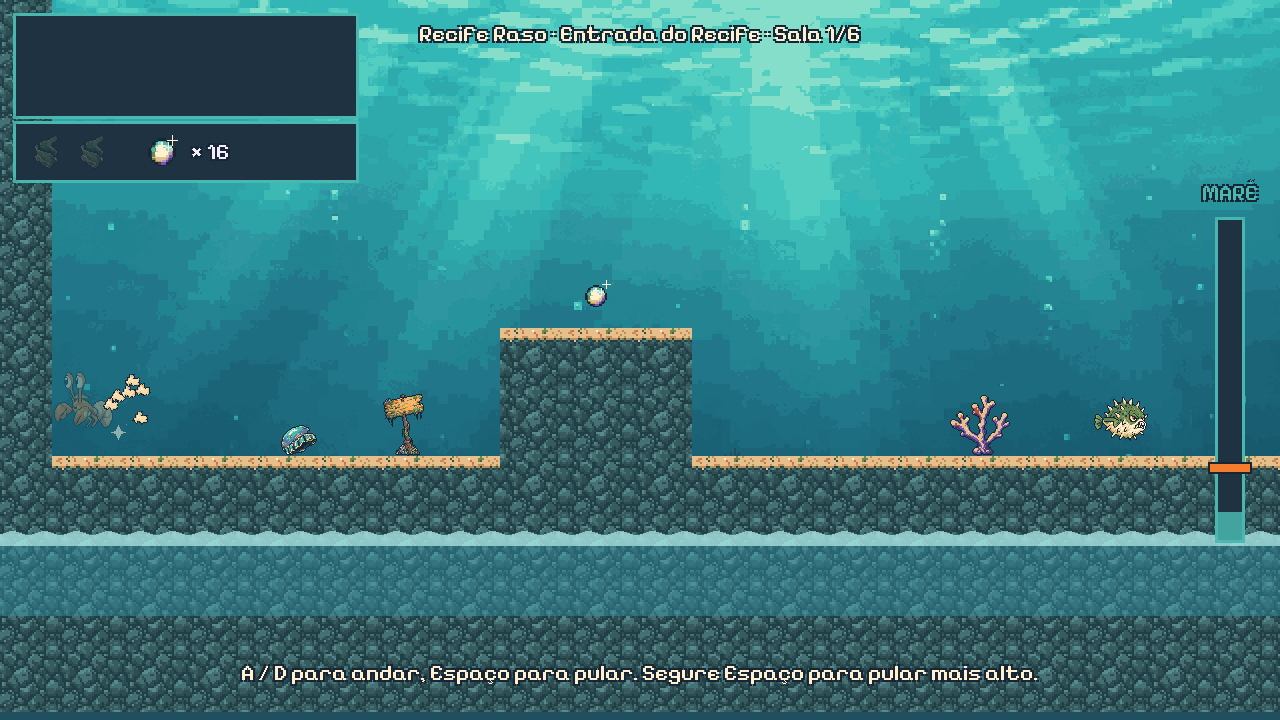 Recife Raso · Entrada do Recife · Sala 1/6
× 16
MARÉ
A / D para andar, Espaço para pular. Segure Espaço para pular mais alto.